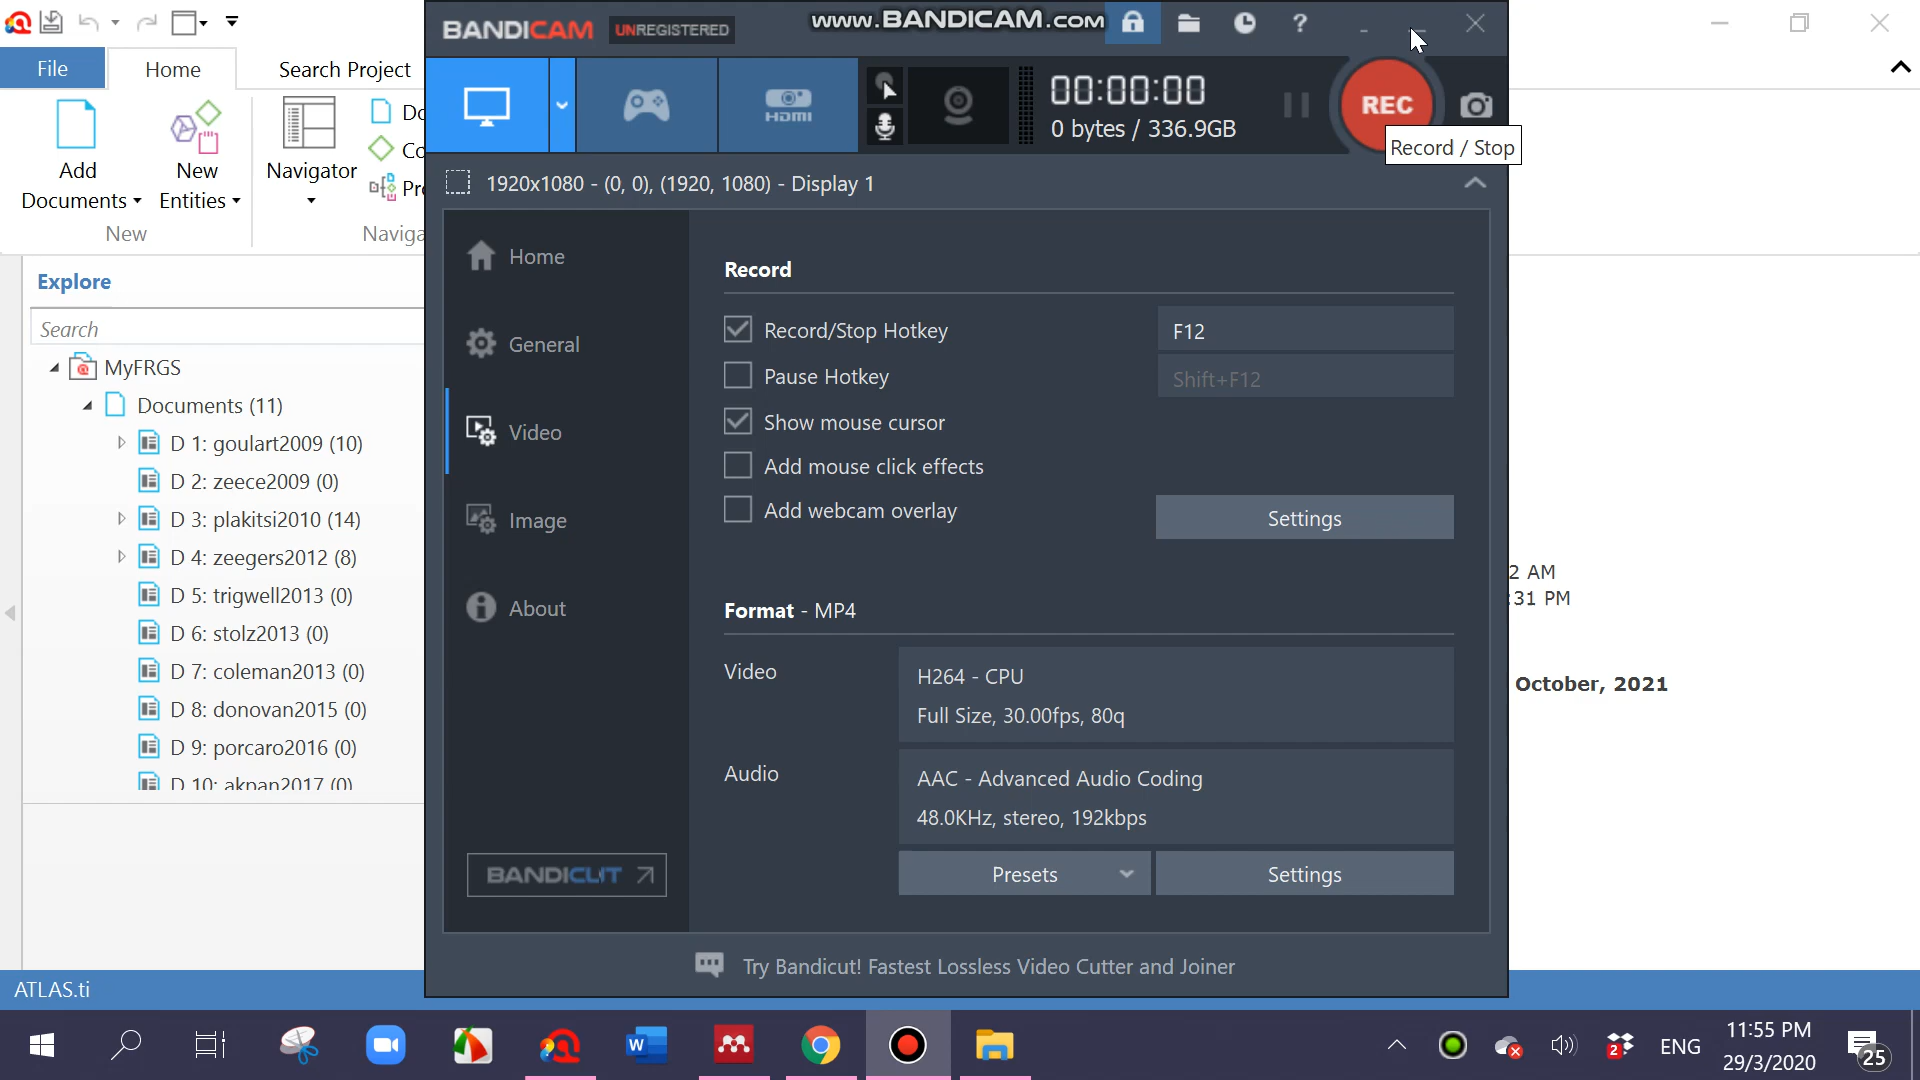 BANDICAM UNREGISTERED
www.BANDICAM.com
?
File
Home
Search Project
HDMI
00:00:00
0 bytes / 336.9GB
REC
Record / Stop
Add
Documents
New
Entities
Navigator
Do
Co
Pr
New
Naviga
1920x1080 - (0, 0), (1920, 1080) - Display 1
Explore
Search
MyFRGS
Documents (11)
D 1: goulart2009 (10)
D 2: zeece2009 (0)
D 3: plakitsi2010 (14)
D 4: zeegers2012 (8)
D 5: trigwell2013 (0)
D 6: stolz2013 (0)
D 7: coleman2013 (0)
D 8: donovan2015 (0)
D 9: porcaro2016 (0)
D 10: akpan2017 (0)
Home
General
Video
Image
About
BANDICUT
Record
Record/Stop Hotkey
F12
Pause Hotkey
Shift+F12
Show mouse cursor
Add mouse click effects
Add webcam overlay
Settings
Format - MP4
Video
H264 - CPU
Full Size, 30.00fps, 80q
Audio
AAC - Advanced Audio Coding
48.0KHz, stereo, 192kbps
Presets
Settings
Try Bandicut! Fastest Lossless Video Cutter and Joiner
2 AM
:31 PM
October, 2021
ATLAS.ti
2
ENG
11:55 PM
29/3/2020
25